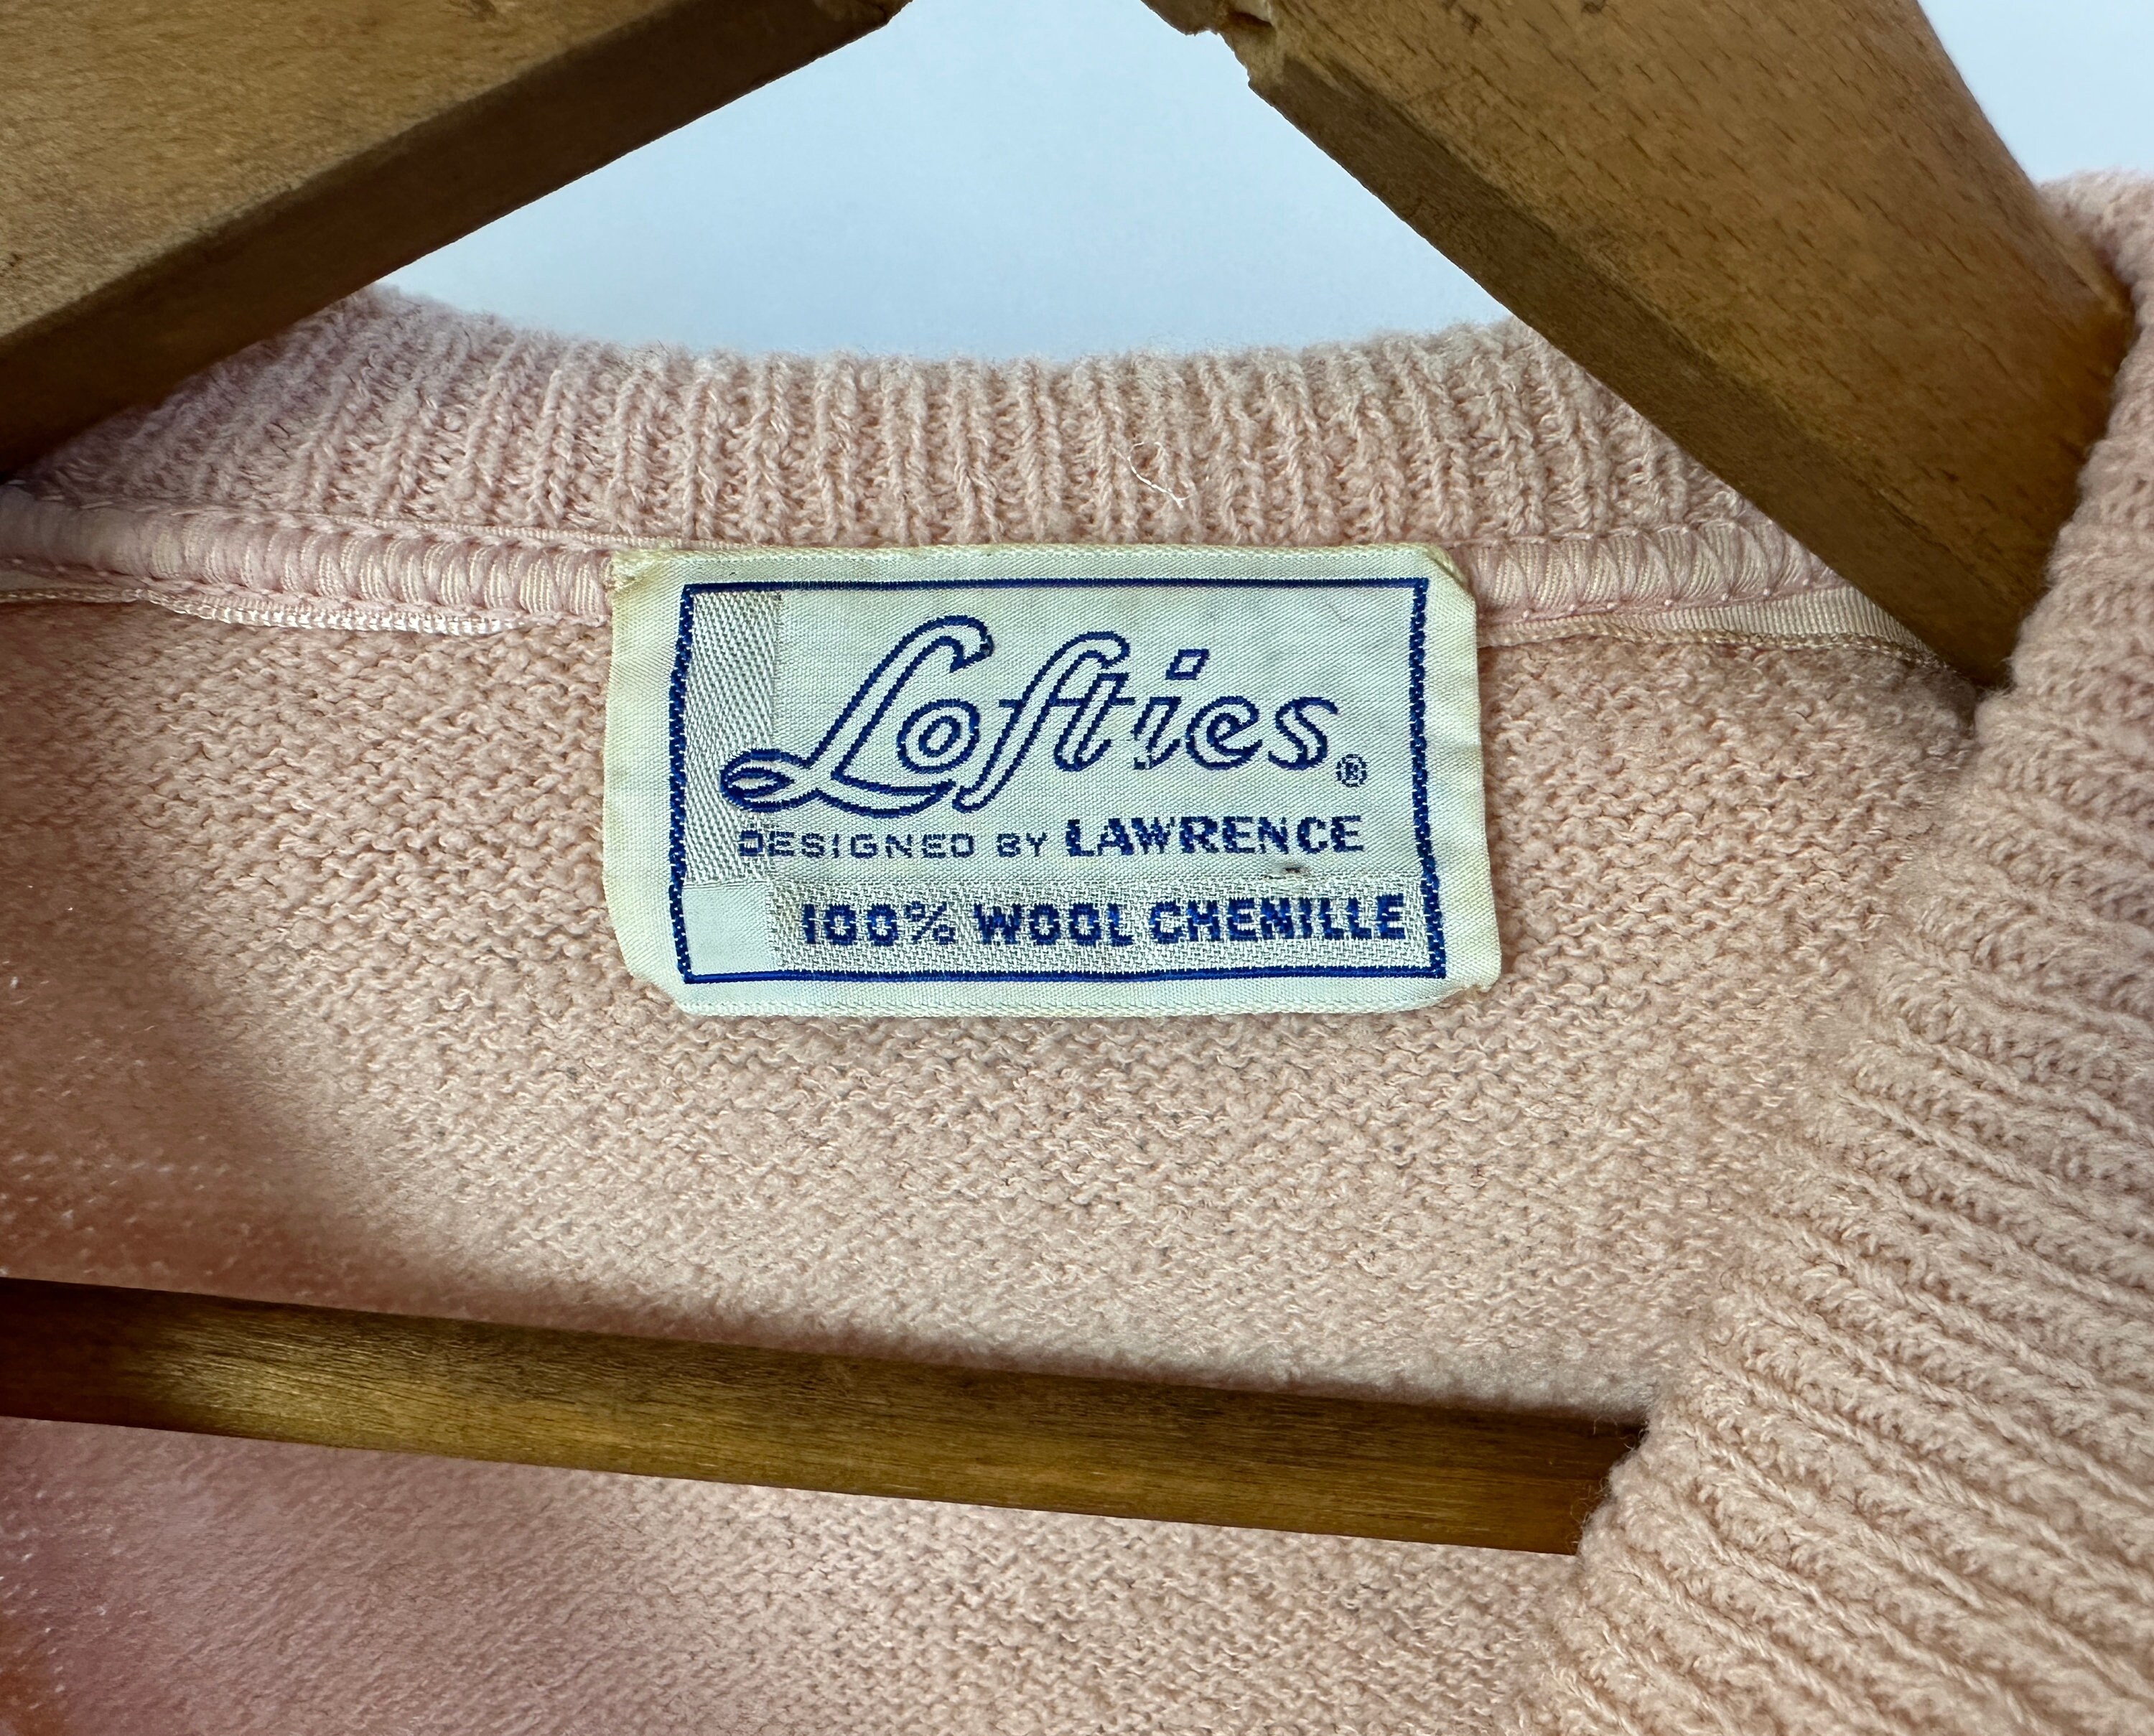 Lofties®
DESIGNED BY LAWRENCE
100% WOOL CHENILLE